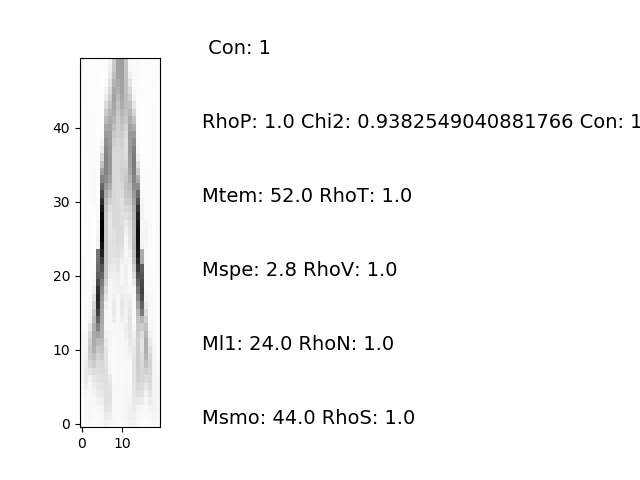 Con: 1
RhoP: 1.0 Chi2: 0.9382549040881766 Con: 1
Mtem: 52.0 RhoT: 1.0
Mspe: 2.8 RhoV: 1.0
Ml1: 24.0 RhoN: 1.0
Msmo: 44.0 RhoS: 1.0
40
30
20
10
0
0 10